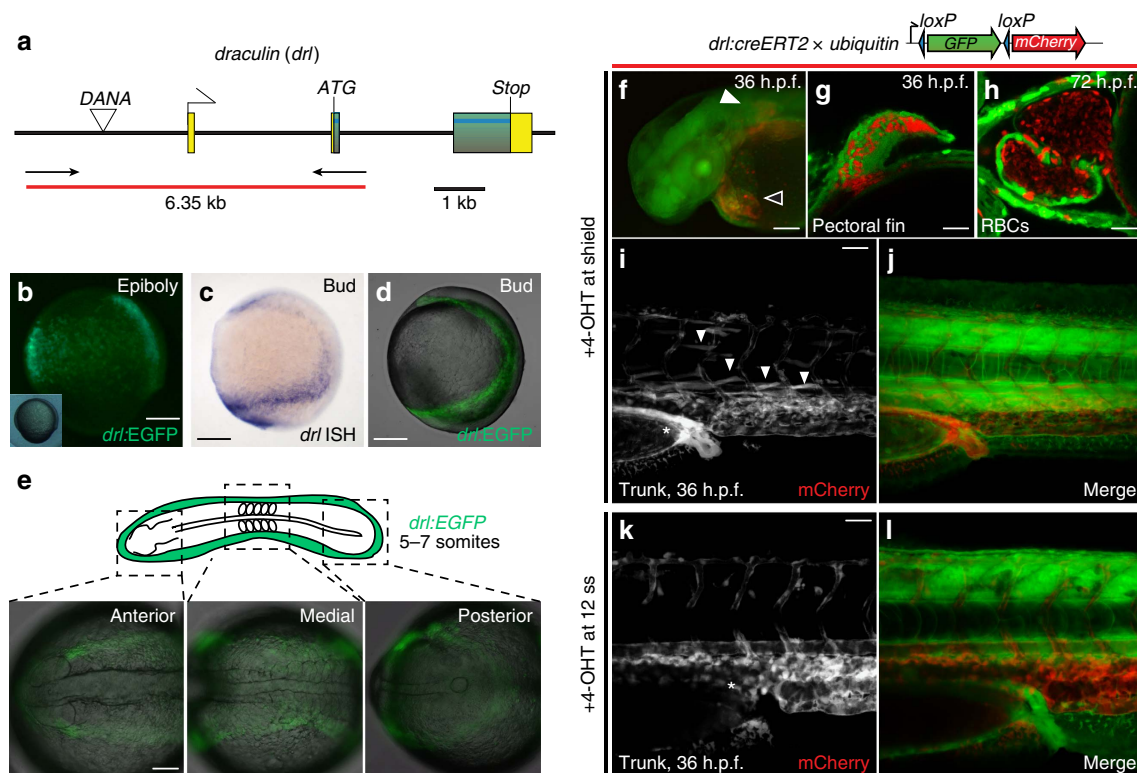 a
draculin (drl)
DANA
ATG
Stop
6.35 kb
1 kb
b
Epiboly
drl:EGFP
c
Bud
drl ISH
d
Bud
drl:EGFP
e
drl:EGFP
5–7 somites
Anterior
Medial
Posterior
drl:creERT2 × ubiquitin
loxP
loxP
GFP
mCherry
+4-OHT at shield
f
36 h.p.f.
g
36 h.p.f.
Pectoral fin
h
72 h.p.f.
RBCs
i
*
Trunk, 36 h.p.f.
mCherry
j
Merge
+4-OHT at 12 ss
k
*
Trunk, 36 h.p.f.
mCherry
l
Merge